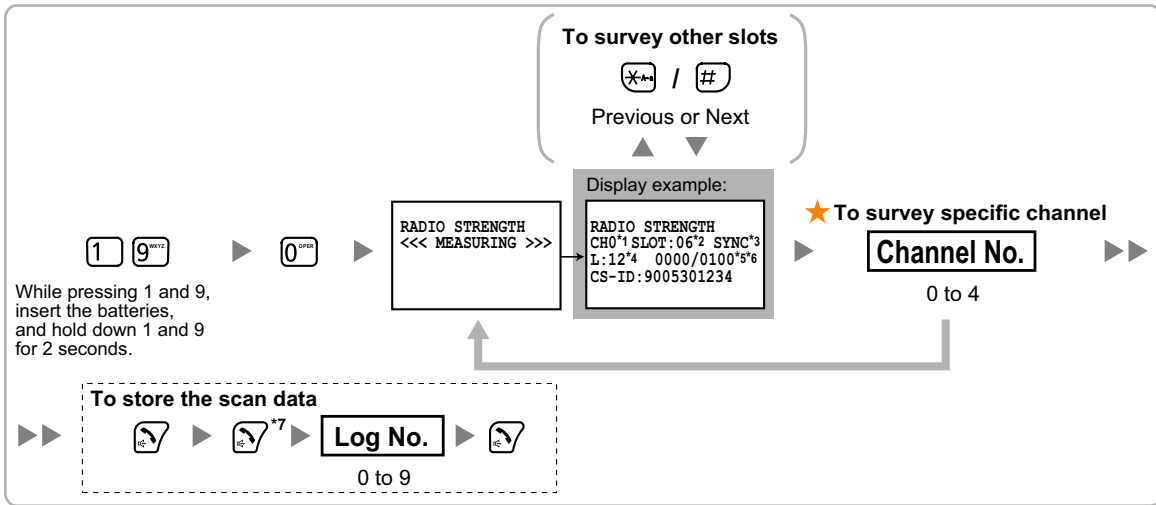 To survey other slots
✱A-a / #
Previous or Next
Display example:
RADIO STRENGTH
<<< MEASURING >>>
RADIO STRENGTH
CH0*1 SLOT:06*2 SYNC*3
L:12*4 0000/0100*5*6
CS-ID:9005301234
★ To survey specific channel
Channel No.
0 to 4
1 9WXYZ
0OPER
While pressing 1 and 9,
insert the batteries,
and hold down 1 and 9
for 2 seconds.
To store the scan data
*7
Log No.
0 to 9